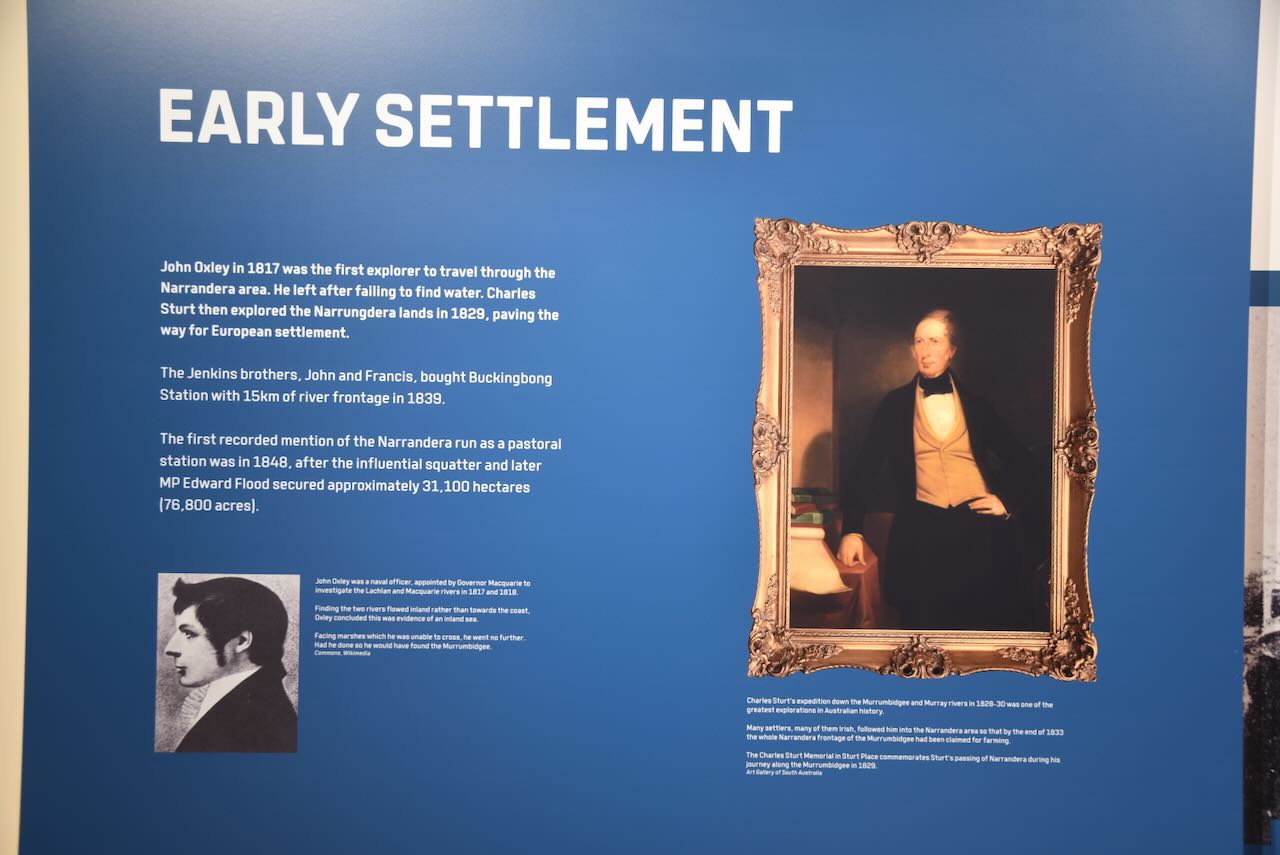 EARLY SETTLEMENT
John Oxley in 1817 was the first explorer to travel through the
Narrandera area. He left after failing to find water. Charles
Sturt then explored the Narrungdera lands in 1829, paving the
way for European settlement.
The Jenkins brothers, John and Francis, bought Buckingbong
Station with 15km of river frontage in 1839.
The first recorded mention of the Narrandera run as a pastoral
station was in 1848, after the influential squatter and later
MP Edward Flood secured approximately 31,100 hectares
(76,800 acres).
John Oxley was a naval officer, appointed by Governor Macquarie to
investigate the Lachlan and Macquarie rivers in 1817 and 1818.
Finding the two rivers flowed inland rather than towards the coast,
Oxley concluded this was evidence of an inland sea.
Facing marshes which he was unable to cross, he went no further.
Had he done so he would have found the Murrumbidgee.
Commons, Wikimedia
Charles Sturt's expedition down the Murrumbidgee and Murray rivers in 1828-30 was one of the
greatest explorations in Australian history.
Many settlers, many of them Irish, followed him into the Narrandera area so that by the end of 1833
the whole Narrandera frontage of the Murrumbidgee had been claimed for farming.
The Charles Sturt Memorial in Sturt Place commemorates Sturt's passing of Narrandera during his
journey along the Murrumbidgee in 1829.
Art Gallery of South Australia